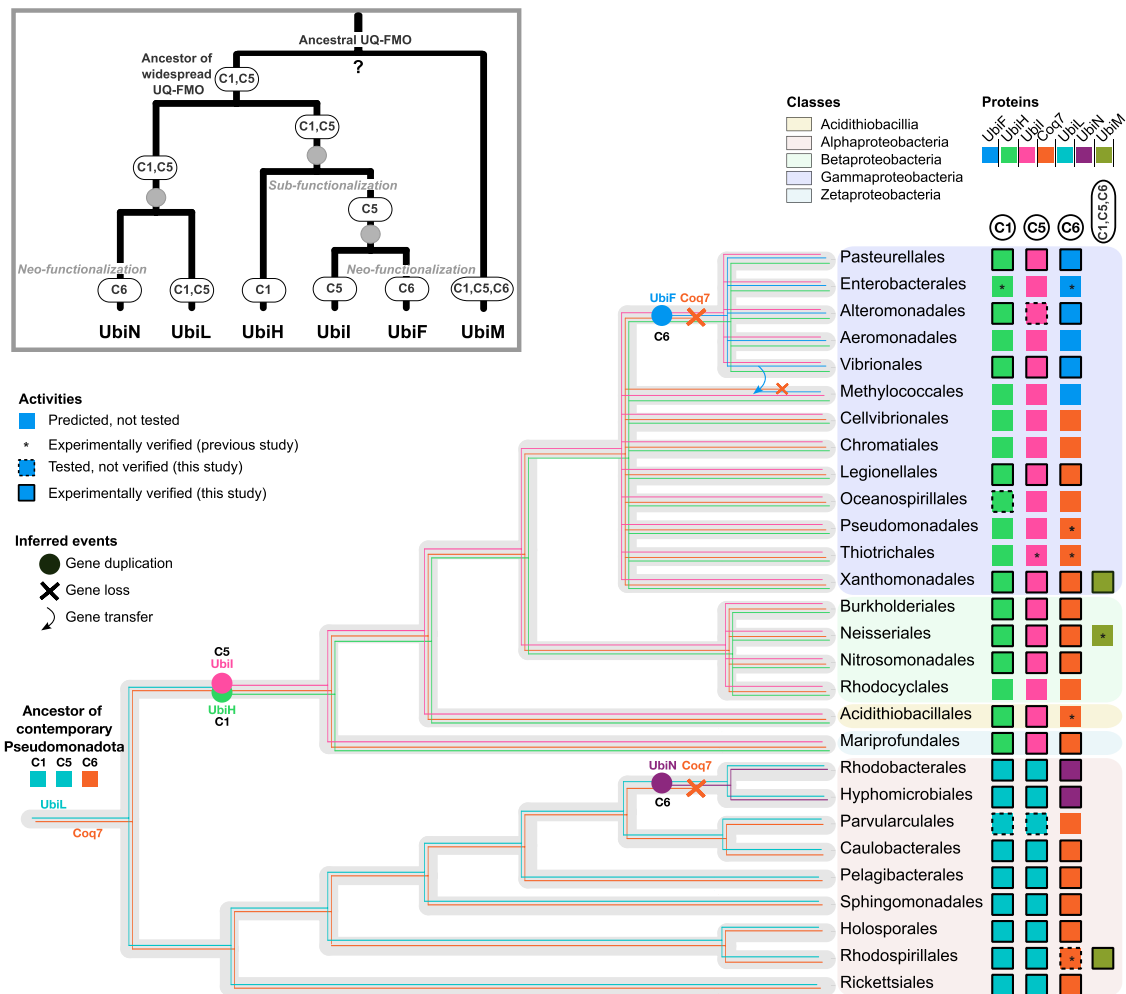 Ancestral UQ-FMO
?
Ancestor of
widespread
UQ-FMO
C1,C5
C1,C5
C1,C5
Sub-functionalization
C5
Neo-functionalization
Neo-functionalization
C6
C1,C5
C1
C5
C6
C1,C5,C6
UbiN
UbiL
UbiH
UbiI
UbiF
UbiM
Classes
Acidithiobacillia
Alphaproteobacteria
Betaproteobacteria
Gammaproteobacteria
Zetaproteobacteria
Proteins
UbiF
UbiH
UbiI
Coq7
UbiL
UbiN
UbiM
C1
C5
C6
C1,C5,C6
Activities
Predicted, not tested
* Experimentally verified (previous study)
Tested, not verified (this study)
Experimentally verified (this study)
Inferred events
Gene duplication
Gene loss
Gene transfer
UbiF Coq7
C6
C5
UbiI
UbiH
C1
UbiN Coq7
C6
Ancestor of
contemporary
Pseudomonadota
C1 C5 C6
UbiL
Coq7
Pasteurellales
Enterobacterales * *
Alteromonadales
Aeromonadales
Vibrionales
Methylococcales
Cellvibrionales
Chromatiales
Legionellales
Oceanospirillales
Pseudomonadales *
Thiotrichales * *
Xanthomonadales
Burkholderiales
Neisseriales *
Nitrosomonadales
Rhodocyclales
Acidithiobacillales *
Mariprofundales
Rhodobacterales
Hyphomicrobiales
Parvularculales
Caulobacterales
Pelagibacterales
Sphingomonadales
Holosporales
Rhodospirillales *
Rickettsiales